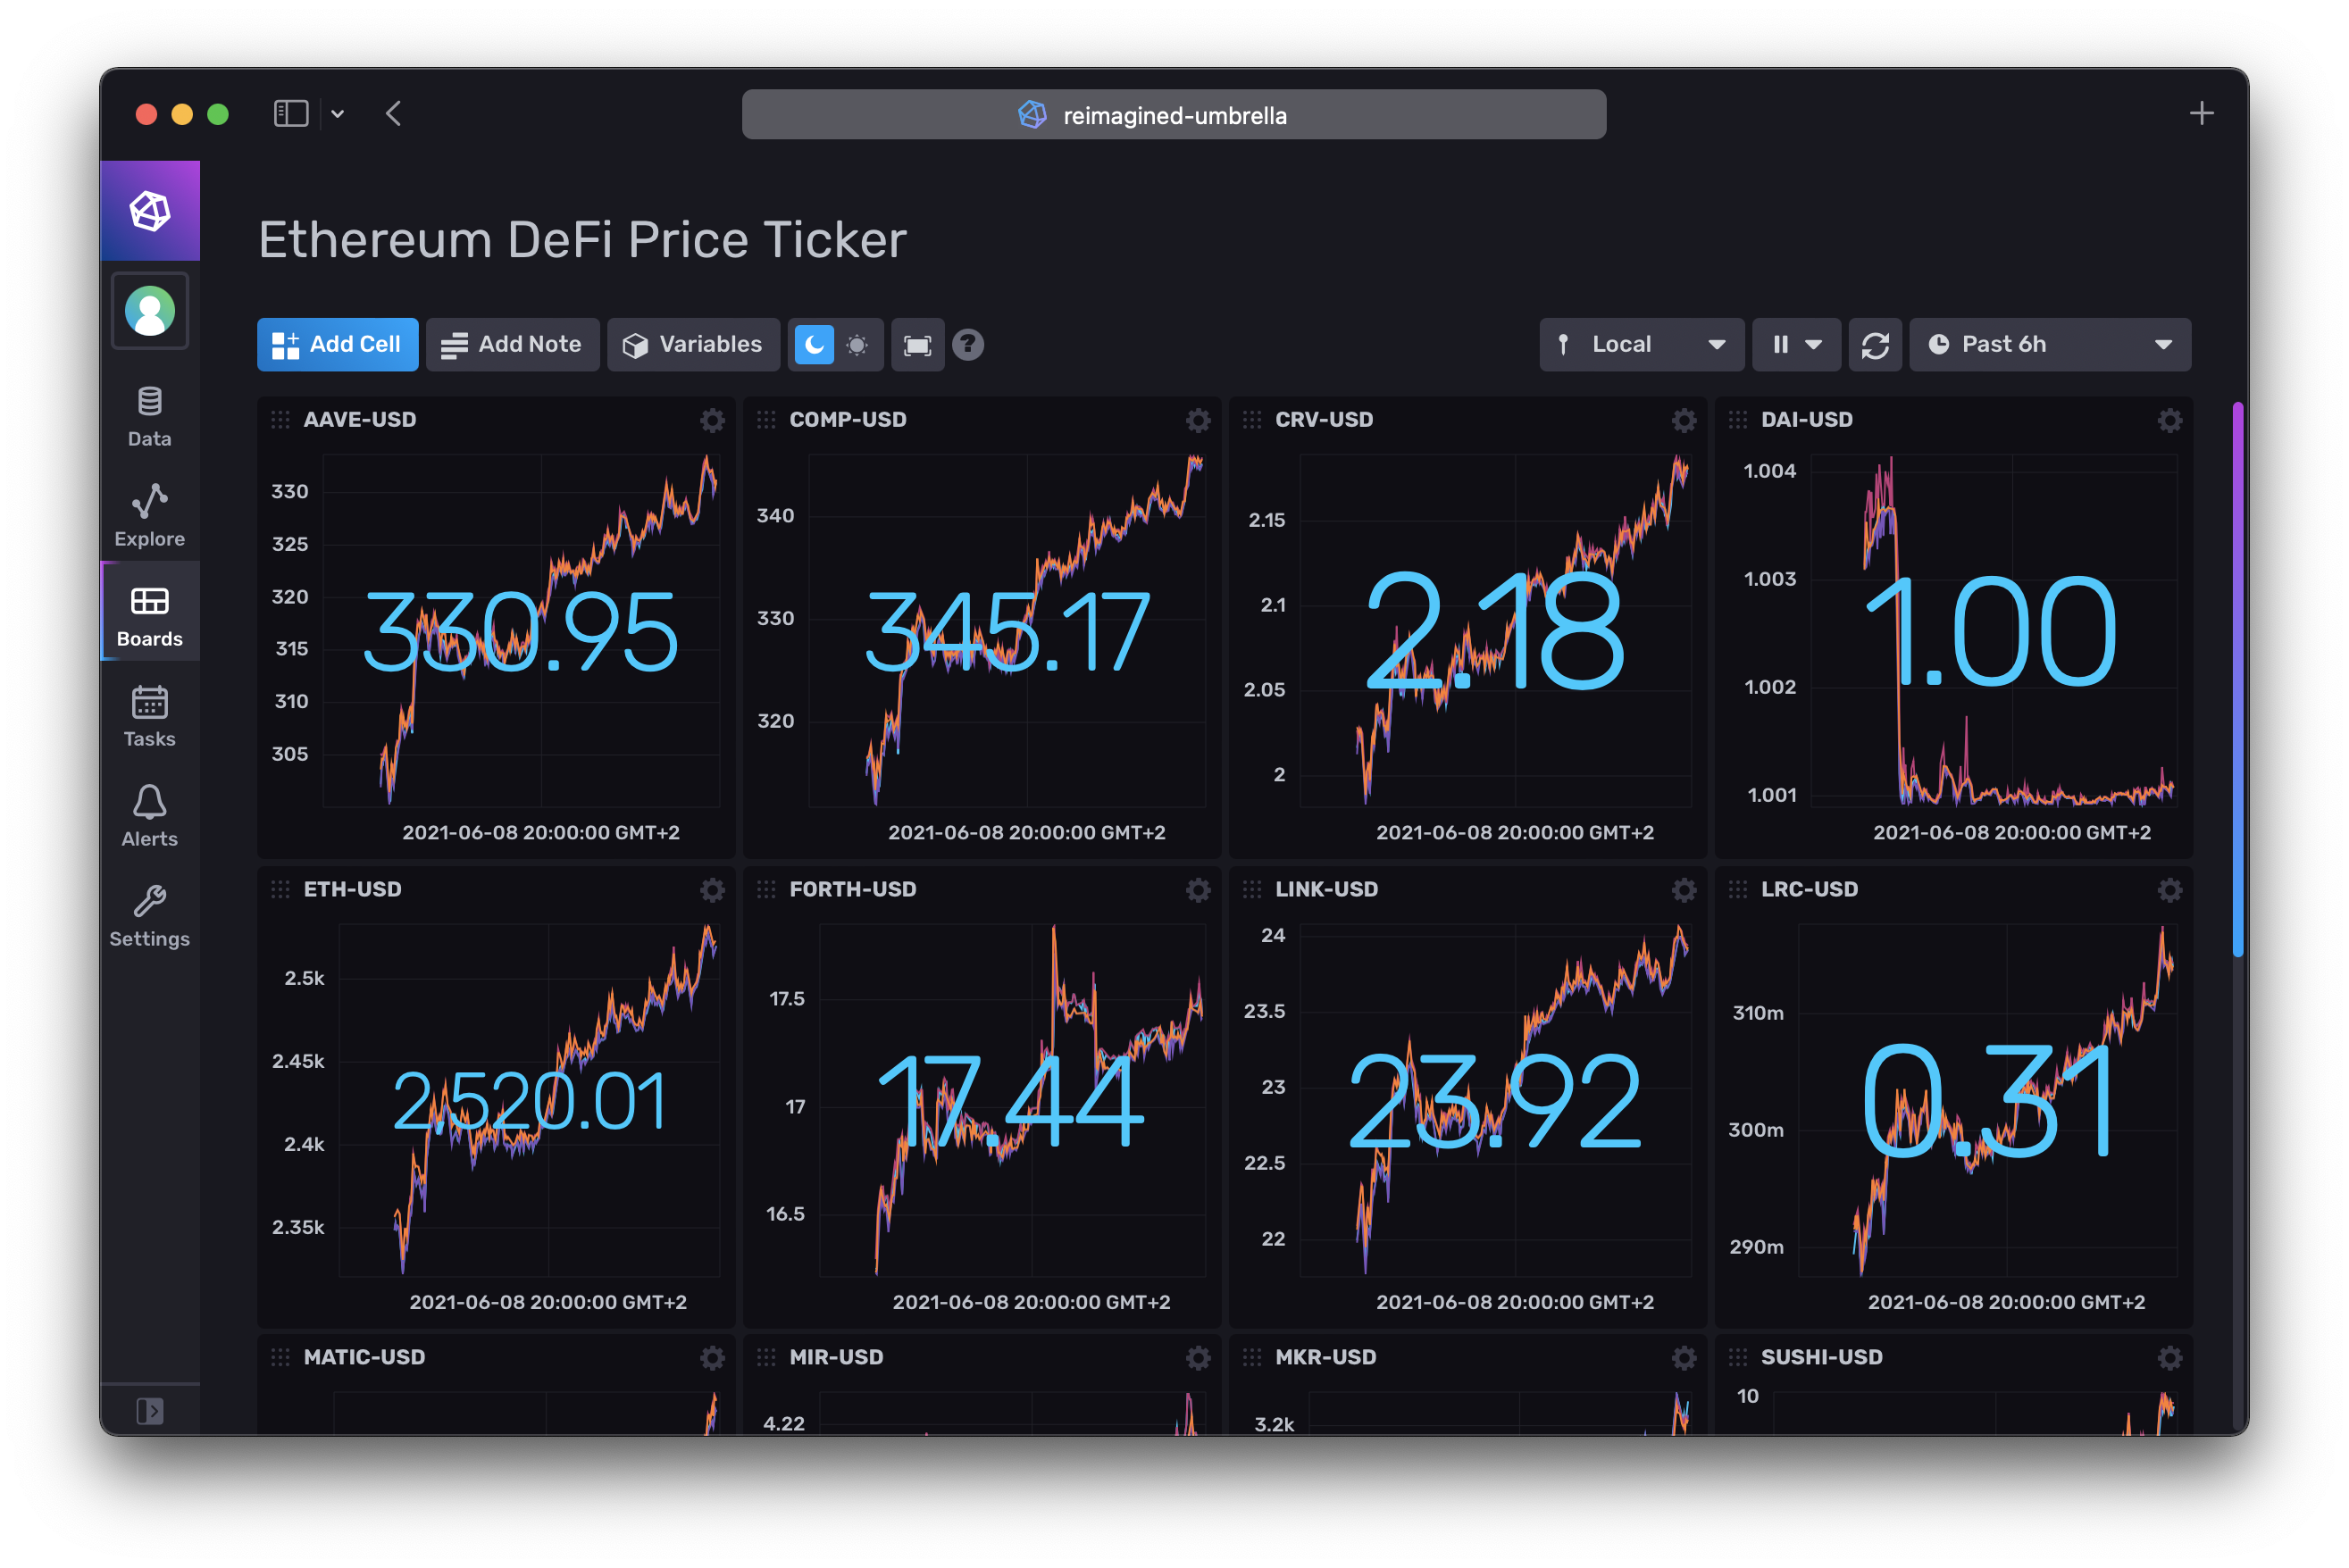 reimagined-umbrella
Ethereum DeFi Price Ticker
Add Cell
Add Note
Variables
?
Local
Past 6h
Data
Explore
Boards
Tasks
Alerts
Settings
AAVE-USD
330
325
320
315
310
305
330.95
2021-06-08 20:00:00 GMT+2
COMP-USD
340
330
320
345.17
2021-06-08 20:00:00 GMT+2
CRV-USD
2.15
2.1
2.05
2
2.18
2021-06-08 20:00:00 GMT+2
DAI-USD
1.004
1.003
1.002
1.001
1.00
2021-06-08 20:00:00 GMT+2
ETH-USD
2.5k
2.45k
2.4k
2.35k
2,520.01
2021-06-08 20:00:00 GMT+2
FORTH-USD
17.5
17
16.5
17.44
2021-06-08 20:00:00 GMT+2
LINK-USD
24
23.5
23
22.5
22
23.92
2021-06-08 20:00:00 GMT+2
LRC-USD
310m
300m
290m
0.31
2021-06-08 20:00:00 GMT+2
MATIC-USD
MIR-USD
4.22
MKR-USD
3.2k
SUSHI-USD
10